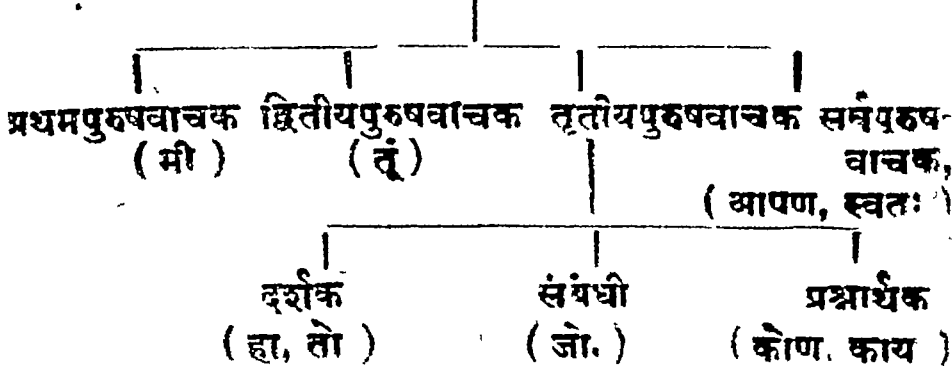 प्रथमपुरुषवाचक द्वितीयपुरुषवाचक तृतीयपुरुषवाचक सर्वपुरुष-
( मी ) ( तूं ) वाचक,
( आपण, स्वतः )
दर्शक संबंधी प्रश्नार्थक
( हा, तो ) ( जो. ) ( कोण. काय )